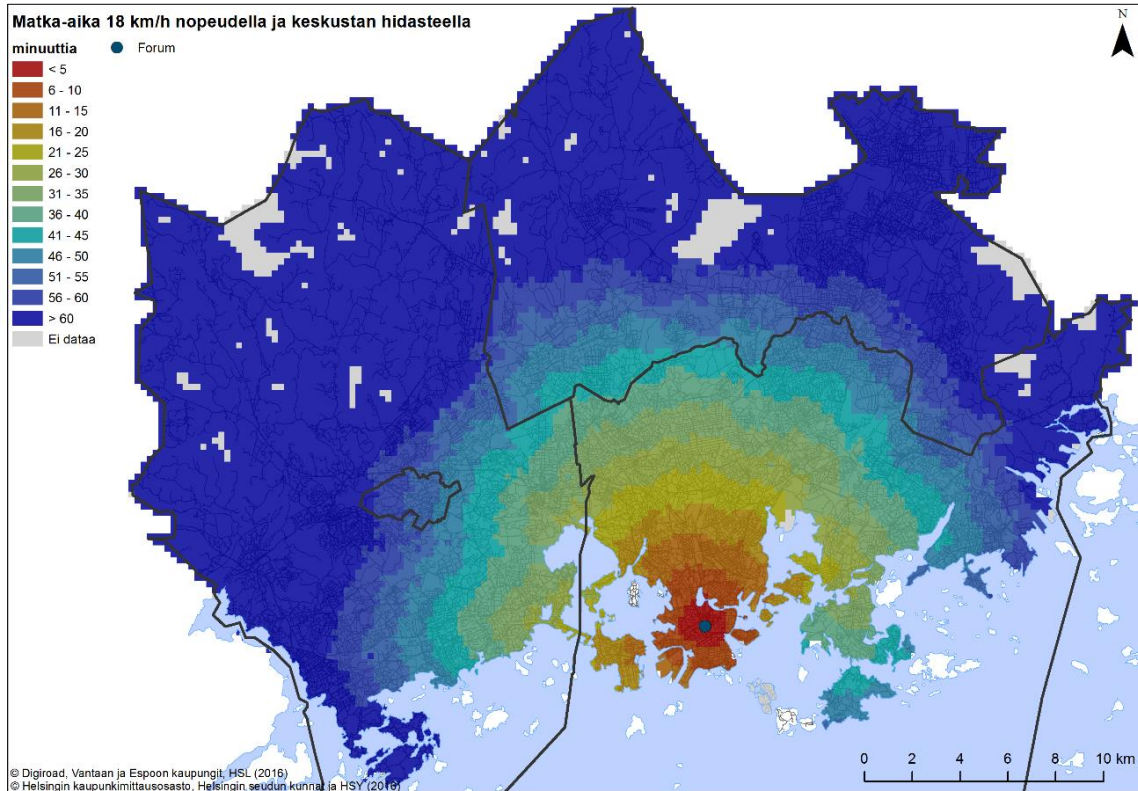 Matka-aika 18 km/h nopeudella ja keskustan hidasteella
minuuttia
Forum
< 5
6 - 10
11 - 15
16 - 20
21 - 25
26 - 30
31 - 35
36 - 40
41 - 45
46 - 50
51 - 55
56 - 60
> 60
Ei dataa
N
0 2 4 6 8 10 km
© Digiroad, Vantaan ja Espoon kaupungit, HSL (2016)
© Helsingin kaupunkimittausosasto, Helsingin seudun kunnat ja HSY (2016)